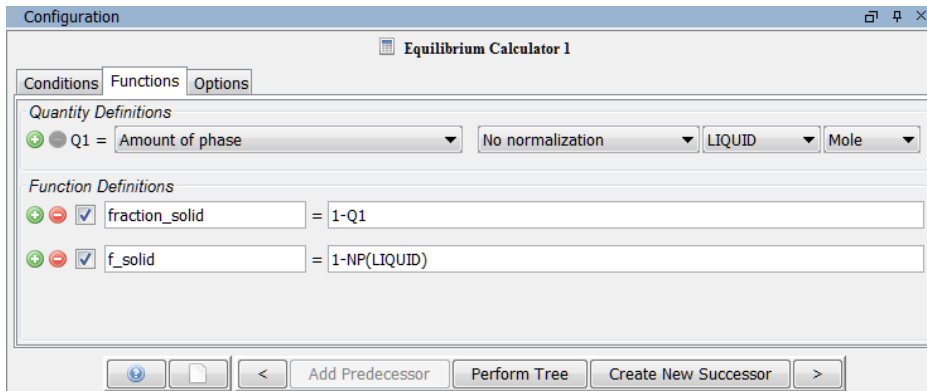 Configuration
Equilibrium Calculator 1
Conditions Functions Options
Quantity Definitions
Q1 = Amount of phase No normalization LIQUID Mole
Function Definitions
fraction_solid = 1-Q1
f_solid = 1-NP(LIQUID)
< Add Predecessor Perform Tree Create New Successor >